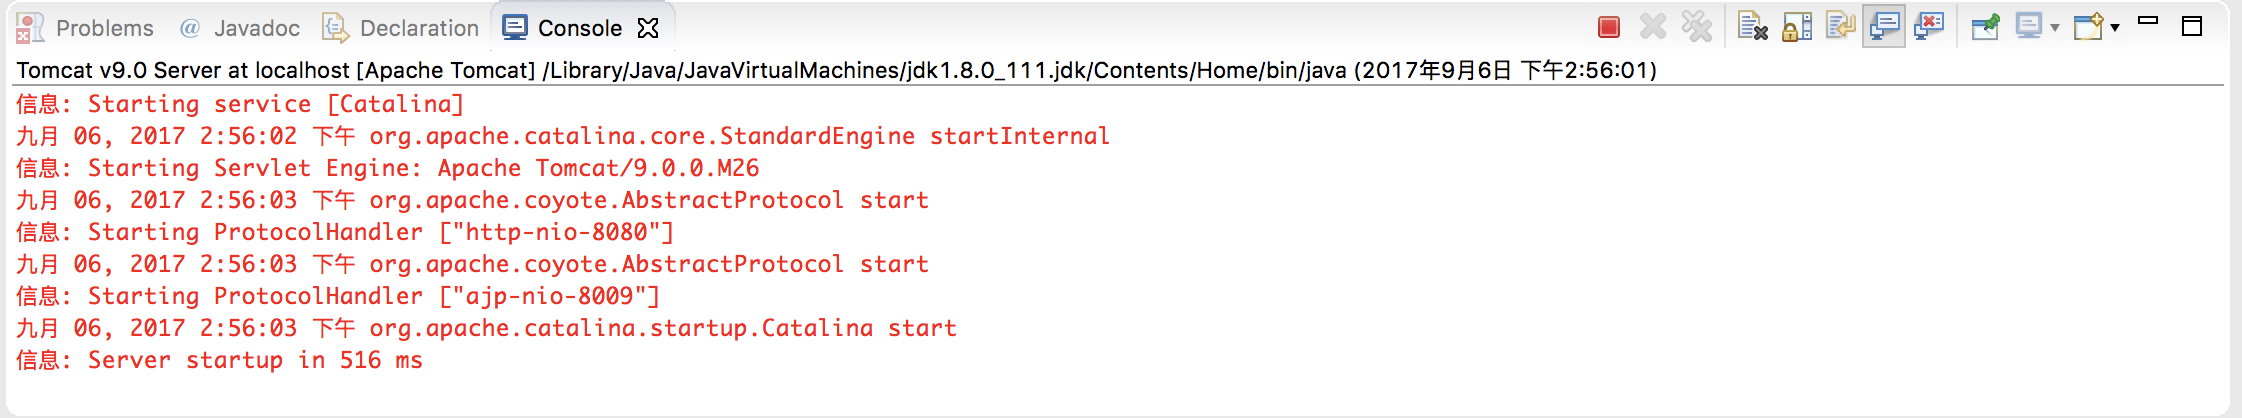 Problems @ Javadoc Declaration Console
Tomcat v9.0 Server at localhost [Apache Tomcat] /Library/Java/JavaVirtualMachines/jdk1.8.0_111.jdk/Contents/Home/bin/java (2017年9月6日 下午2:56:01)
信息: Starting service [Catalina]
九月 06, 2017 2:56:02 下午 org.apache.catalina.core.StandardEngine startInternal
信息: Starting Servlet Engine: Apache Tomcat/9.0.0.M26
九月 06, 2017 2:56:03 下午 org.apache.coyote.AbstractProtocol start
信息: Starting ProtocolHandler ["http-nio-8080"]
九月 06, 2017 2:56:03 下午 org.apache.coyote.AbstractProtocol start
信息: Starting ProtocolHandler ["ajp-nio-8009"]
九月 06, 2017 2:56:03 下午 org.apache.catalina.startup.Catalina start
信息: Server startup in 516 ms